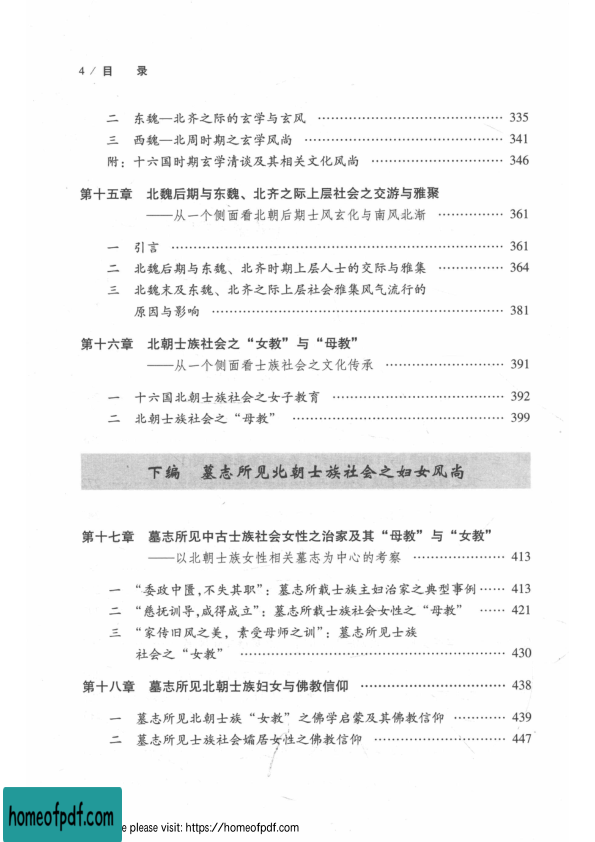 4 / 目 录
二 东魏—北齐之际的玄学与玄风 …… 335
三 西魏—北周时期之玄学风尚 …… 341
附：十六国时期玄学清谈及其相关文化风尚 …… 346
第十五章 北魏后期与东魏、北齐之际上层社会之交游与雅聚
——从一个侧面看北朝后期士风玄化与南风北渐 …… 361
一 引言 …… 361
二 北魏后期与东魏、北齐时期上层人士的交际与雅集 …… 364
三 北魏末及东魏、北齐之际上层社会雅集风气流行的
原因与影响 …… 381
第十六章 北朝士族社会之“女教”与“母教”
——从一个侧面看士族社会之文化传承 …… 391
一 十六国北朝士族社会之女子教育 …… 392
二 北朝士族社会之“母教” …… 399
下编 墓志所见北朝士族社会之妇女风尚
第十七章 墓志所见中古士族社会女性之治家及其“母教”与“女教”
——以北朝士族女性相关墓志为中心的考察 …… 413
一 “委政中匮,不失其职”：墓志所载士族主妇治家之典型事例 …… 413
二 “慈抚训导,咸得成立”：墓志所载士族社会女性之“母教” …… 421
三 “家传旧风之美，素受母师之训”：墓志所见士族
社会之“女教” …… 430
第十八章 墓志所见北朝士族妇女与佛教信仰 …… 438
一 墓志所见北朝士族“女教”之佛学启蒙及其佛教信仰 …… 439
二 墓志所见士族社会孀居女性之佛教信仰 …… 447
homeofpdf.com
e please visit: https://homeofpdf.com